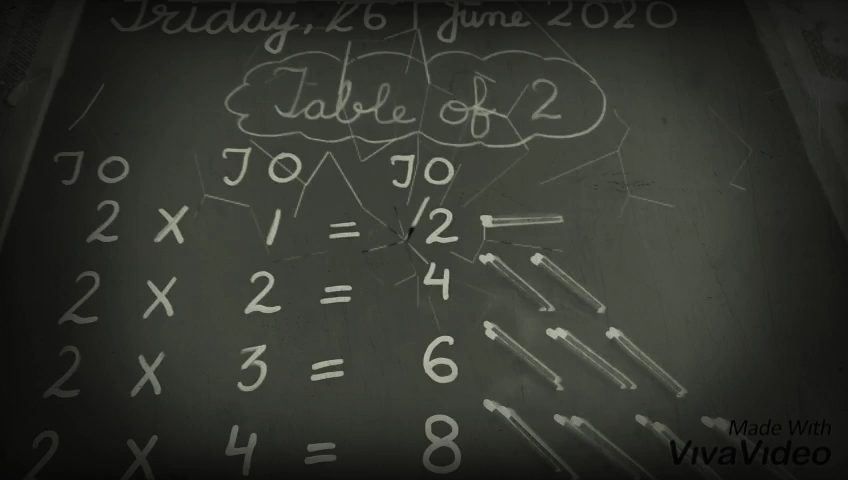 Friday, 26 June 2020
Table of 2
TO TO TO
2 x 1 = 2
2 x 2 = 4
2 x 3 = 6
2 x 4 = 8
Made With
VivaVideo